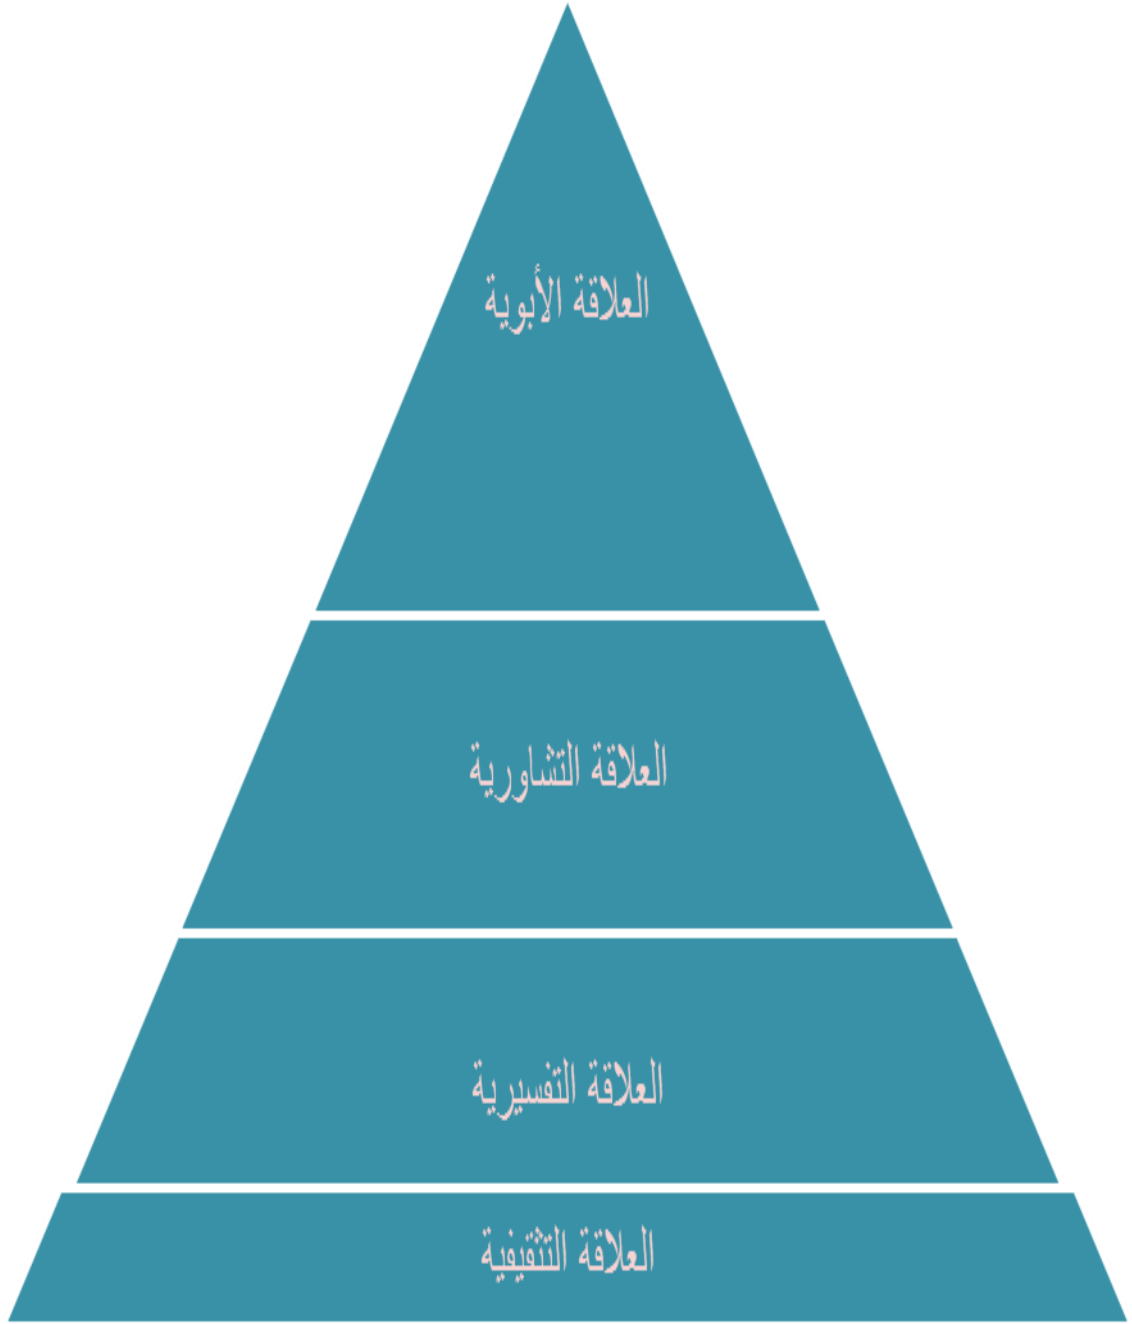 العلاقة الأبوية
العلاقة التشاورية
العلاقة التفسيرية
العلاقة التثقيفية